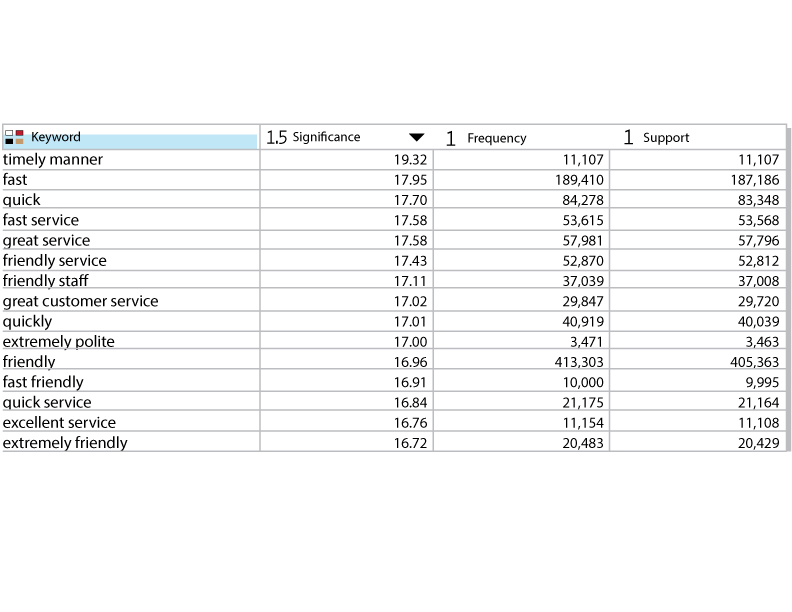 Keyword 1.5 Significance 1 Frequency 1 Support
timely manner 19.32 11,107 11,107
fast 17.95 189,410 187,186
quick 17.70 84,278 83,348
fast service 17.58 53,615 53,568
great service 17.58 57,981 57,796
friendly service 17.43 52,870 52,812
friendly staff 17.11 37,039 37,008
great customer service 17.02 29,847 29,720
quickly 17.01 40,919 40,039
extremely polite 17.00 3,471 3,463
friendly 16.96 413,303 405,363
fast friendly 16.91 10,000 9,995
quick service 16.84 21,175 21,164
excellent service 16.76 11,154 11,108
extremely friendly 16.72 20,483 20,429